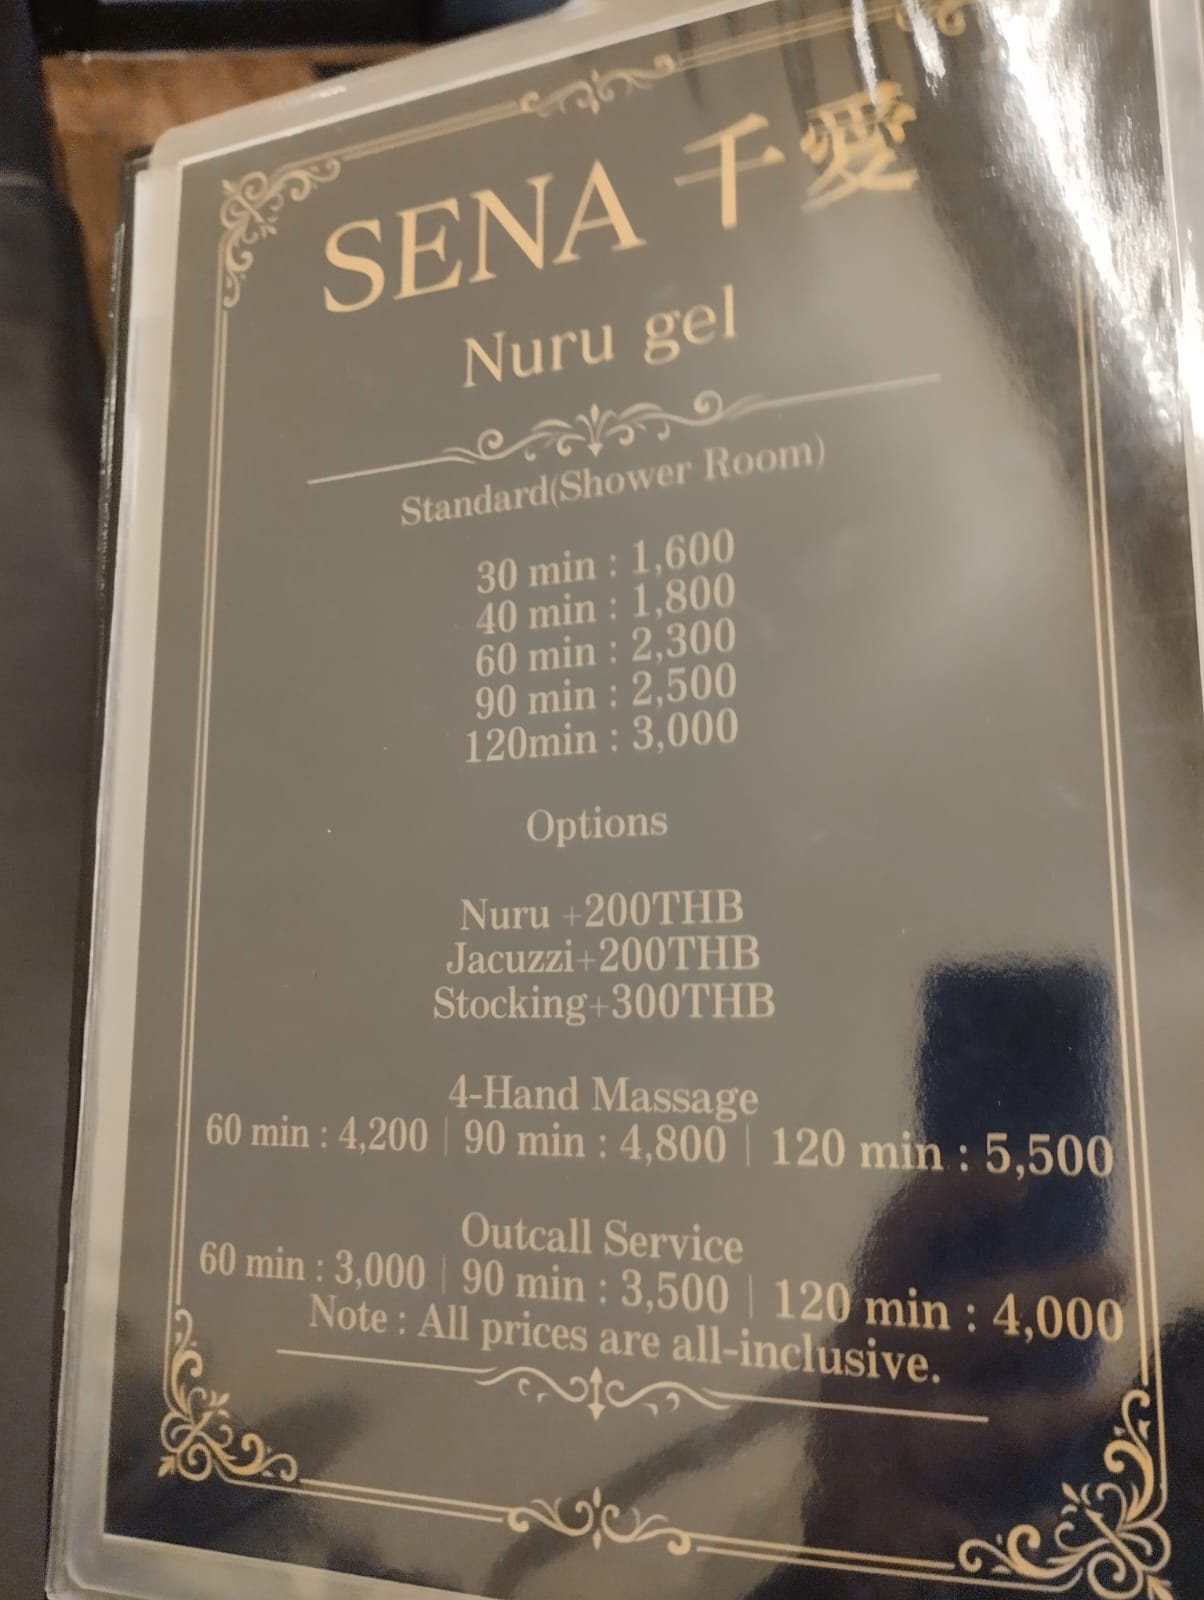 SENA 千愛
Nuru gel
Standard(Shower Room)
30 min : 1,600
40 min : 1,800
60 min : 2,300
90 min : 2,500
120min : 3,000
Options
Nuru +200THB
Jacuzzi+200THB
Stocking+300THB
4-Hand Massage
60 min : 4,200 | 90 min : 4,800 | 120 min : 5,500
Outcall Service
60 min : 3,000 | 90 min : 3,500 | 120 min : 4,000
Note : All prices are all-inclusive.